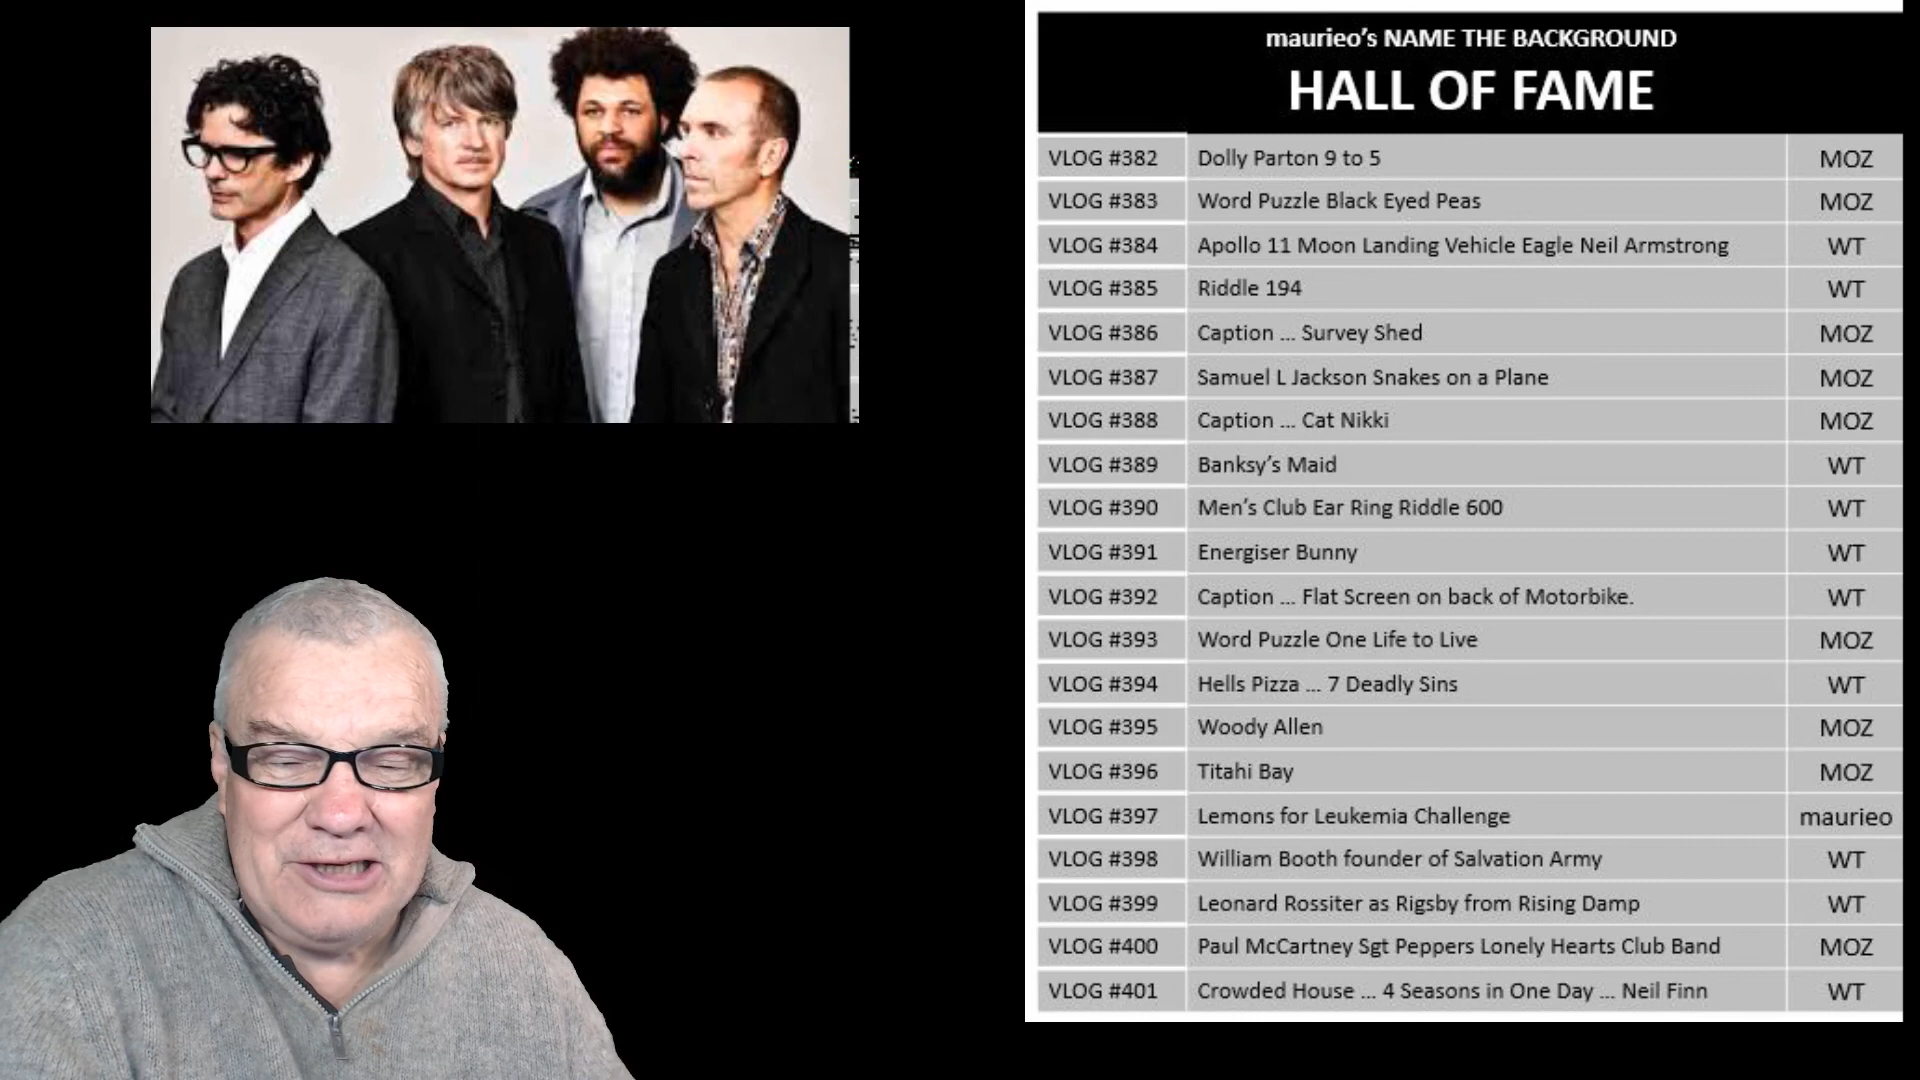 maurieo’s NAME THE BACKGROUND
HALL OF FAME
VLOG #382 Dolly Parton 9 to 5 MOZ
VLOG #383 Word Puzzle Black Eyed Peas MOZ
VLOG #384 Apollo 11 Moon Landing Vehicle Eagle Neil Armstrong WT
VLOG #385 Riddle 194 WT
VLOG #386 Caption ... Survey Shed MOZ
VLOG #387 Samuel L Jackson Snakes on a Plane MOZ
VLOG #388 Caption ... Cat Nikki MOZ
VLOG #389 Banksy’s Maid WT
VLOG #390 Men’s Club Ear Ring Riddle 600 WT
VLOG #391 Energiser Bunny WT
VLOG #392 Caption ... Flat Screen on back of Motorbike. WT
VLOG #393 Word Puzzle One Life to Live MOZ
VLOG #394 Hells Pizza ... 7 Deadly Sins WT
VLOG #395 Woody Allen MOZ
VLOG #396 Titahi Bay MOZ
VLOG #397 Lemons for Leukemia Challenge maurieo
VLOG #398 William Booth founder of Salvation Army WT
VLOG #399 Leonard Rossiter as Rigsby from Rising Damp WT
VLOG #400 Paul McCartney Sgt Peppers Lonely Hearts Club Band MOZ
VLOG #401 Crowded House ... 4 Seasons in One Day ... Neil Finn WT